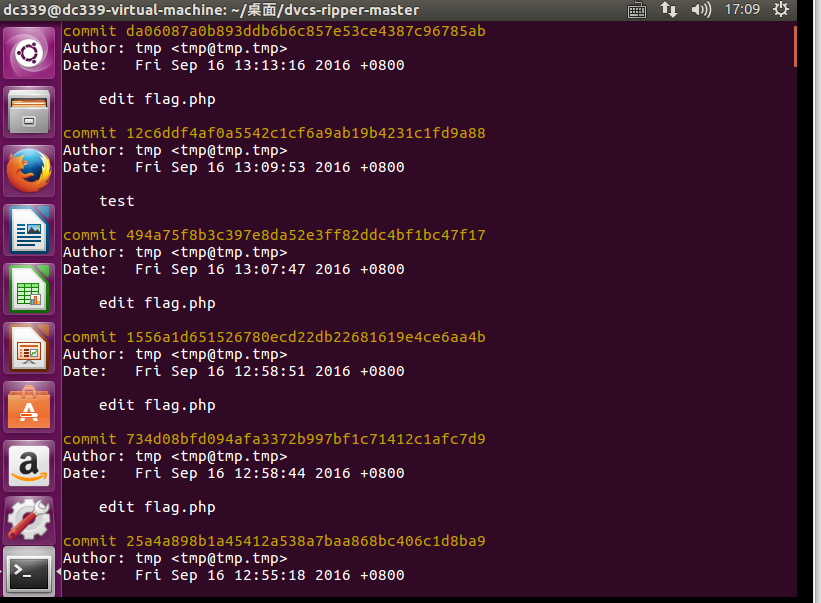 dc339@dc339-virtual-machine: ~/桌面/dvcs-ripper-master 17:09
commit da06087a0b893ddb6b6c857e53ce4387c96785ab
Author: tmp <tmp@tmp.tmp>
Date:   Fri Sep 16 13:13:16 2016 +0800
edit flag.php
commit 12c6ddf4af0a5542c1cf6a9ab19b4231c1fd9a88
Author: tmp <tmp@tmp.tmp>
Date:   Fri Sep 16 13:09:53 2016 +0800
test
commit 494a75f8b3c397e8da52e3ff82ddc4bf1bc47f17
Author: tmp <tmp@tmp.tmp>
Date:   Fri Sep 16 13:07:47 2016 +0800
edit flag.php
commit 1556a1d651526780ecd22db22681619e4ce6aa4b
Author: tmp <tmp@tmp.tmp>
Date:   Fri Sep 16 12:58:51 2016 +0800
edit flag.php
commit 734d08bfd094afa3372b997bf1c71412c1afc7d9
Author: tmp <tmp@tmp.tmp>
Date:   Fri Sep 16 12:58:44 2016 +0800
edit flag.php
commit 25a4a898b1a45412a538a7baa868bc406c1d8ba9
Author: tmp <tmp@tmp.tmp>
Date:   Fri Sep 16 12:55:18 2016 +0800